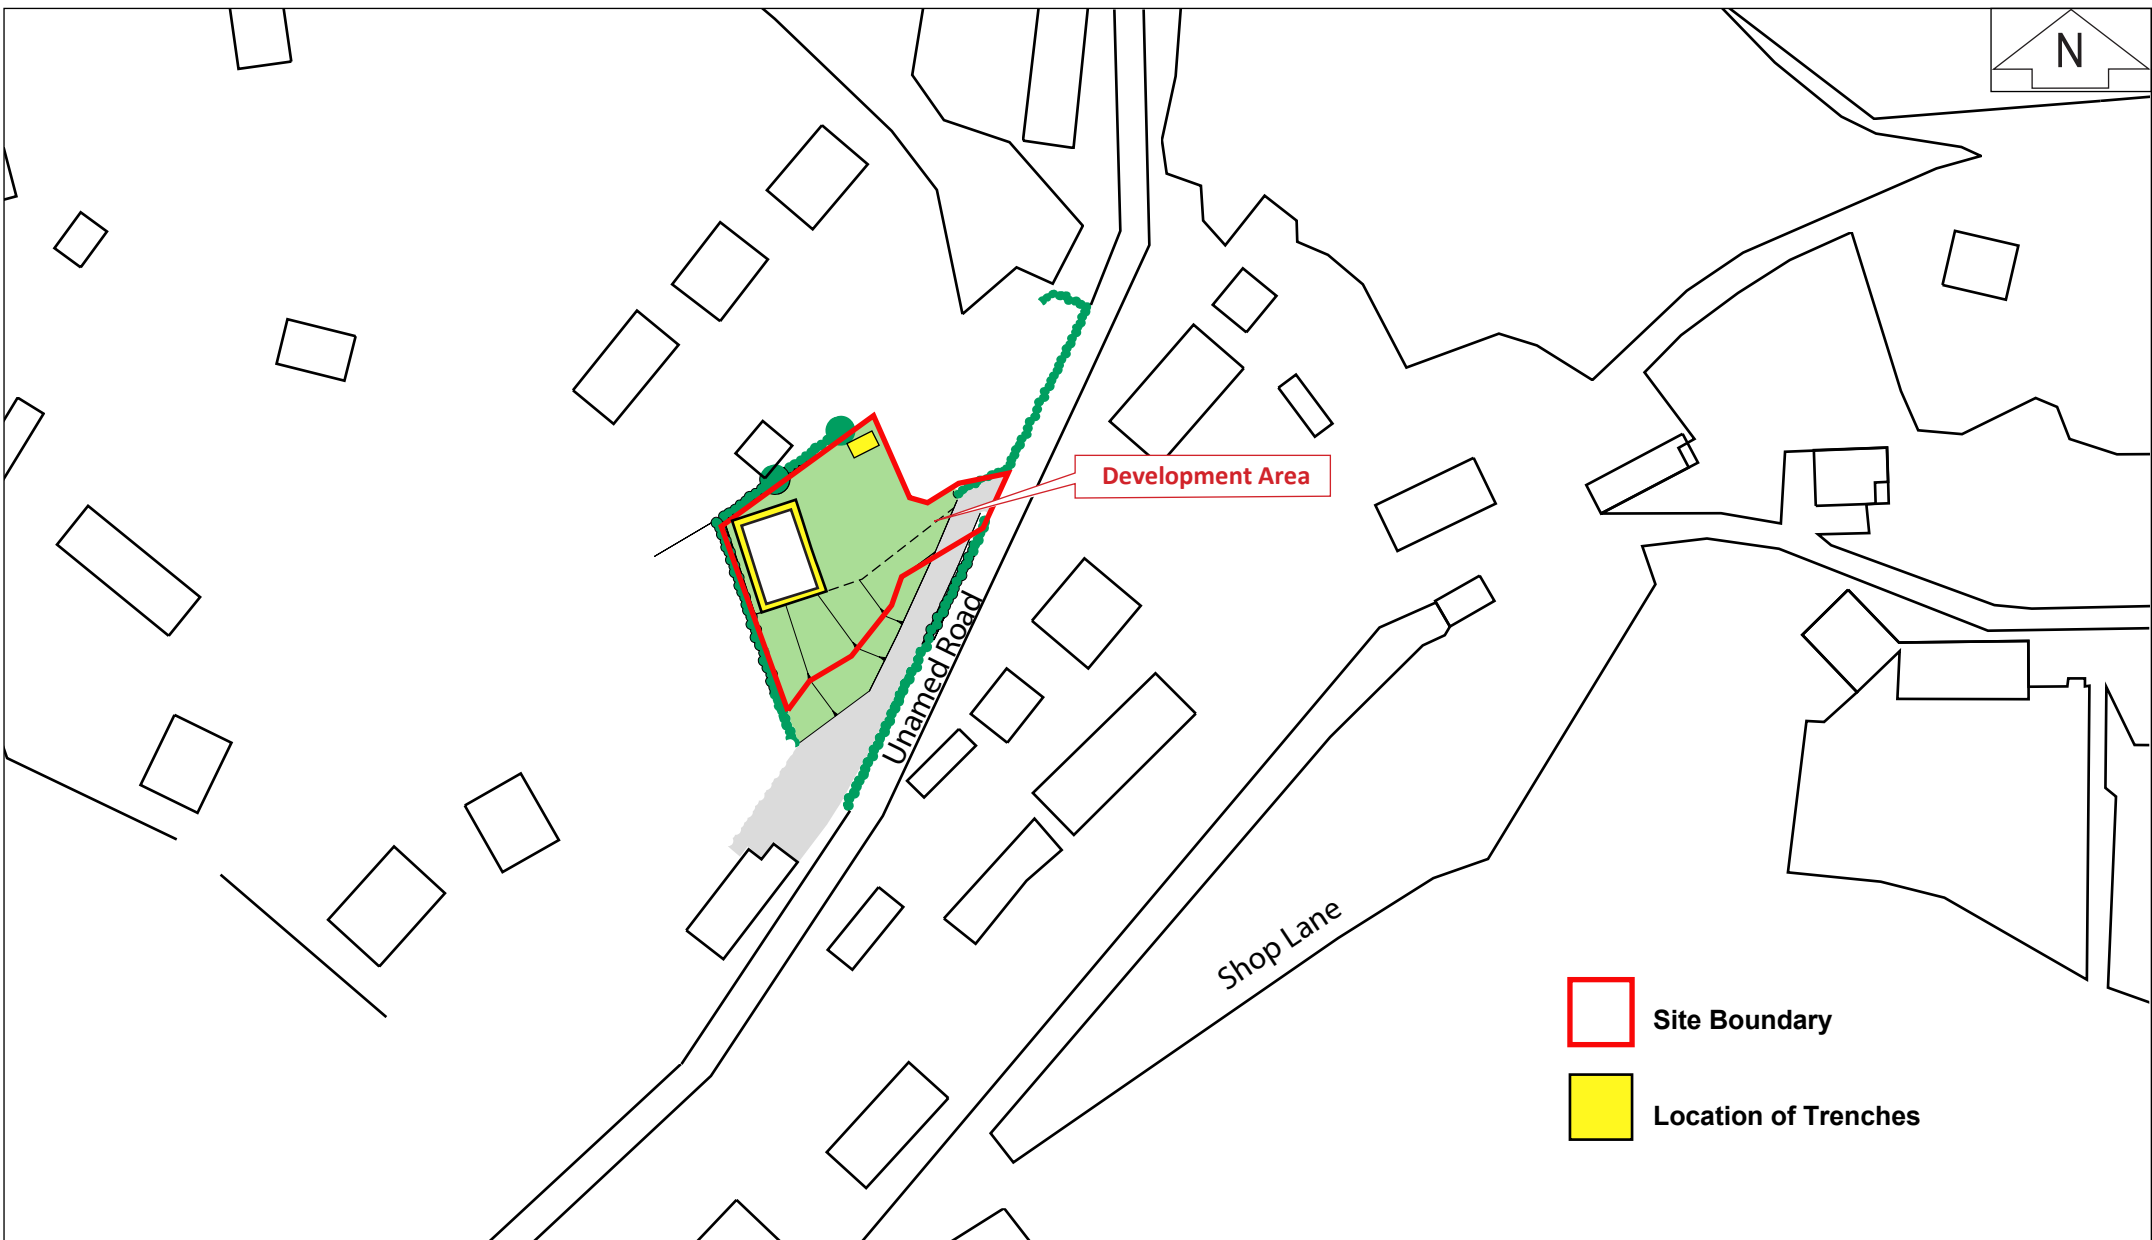 N
Development Area
Unamed Road
Shop Lane
Site Boundary
Location of Trenches